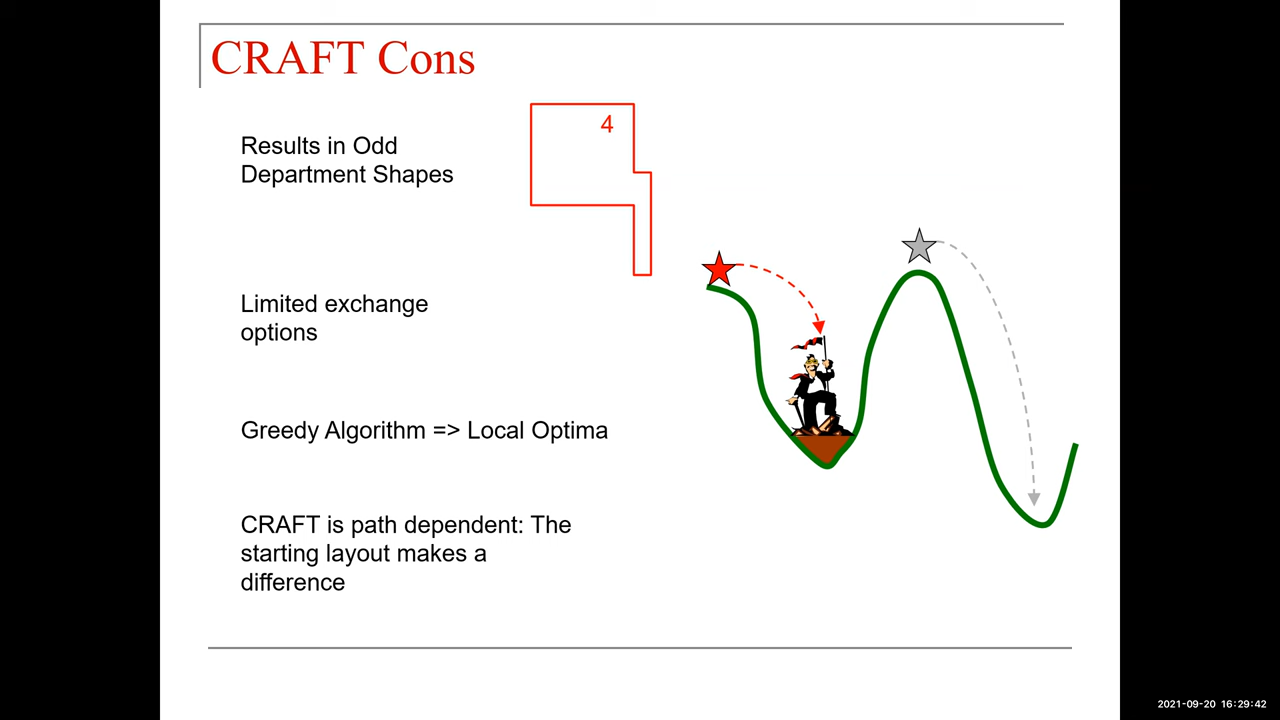 CRAFT Cons
4
Results in Odd
Department Shapes
Limited exchange
options
Greedy Algorithm => Local Optima
CRAFT is path dependent: The
starting layout makes a
difference
2021-09-20 16:29:42